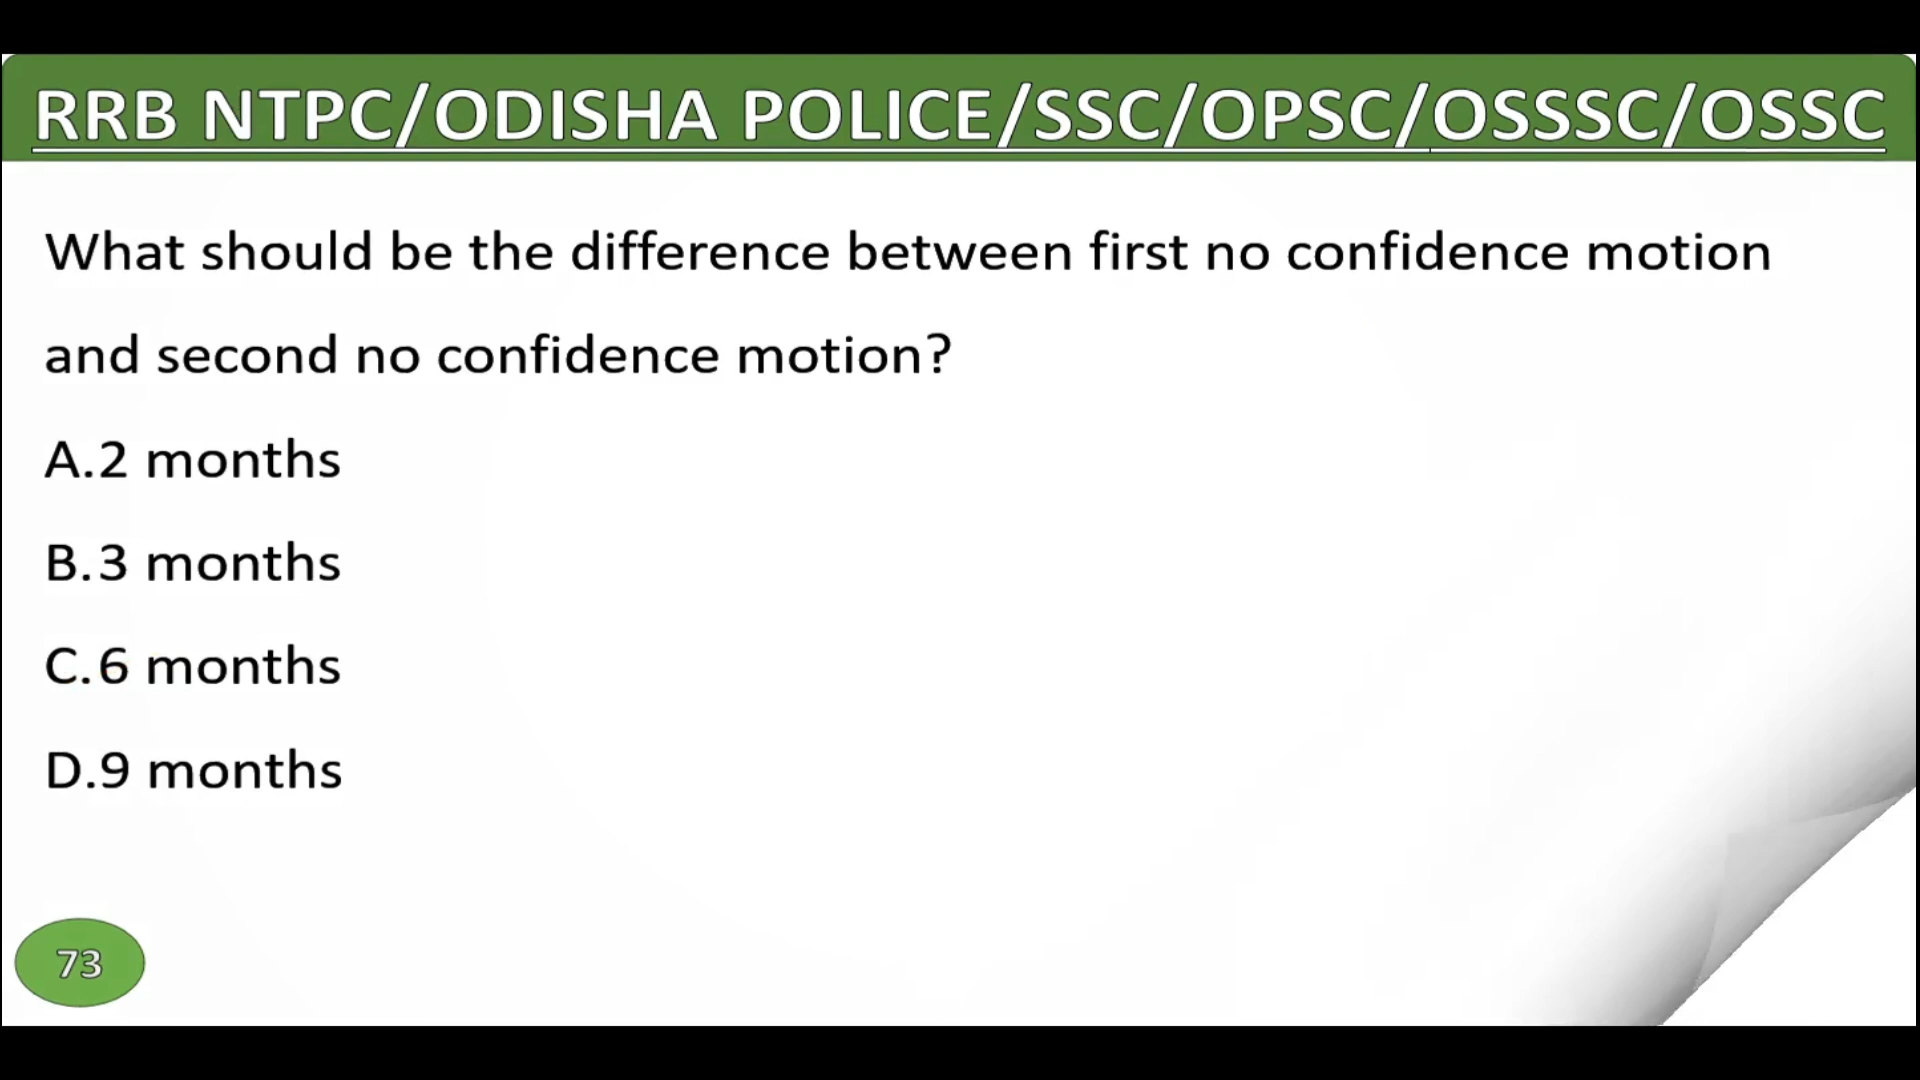 RRB NTPC/ODISHA POLICE/SSC/OPSC/OSSSC/OSSC
What should be the difference between first no confidence motion
and second no confidence motion?
A.2 months
B.3 months
C.6 months
D.9 months
73